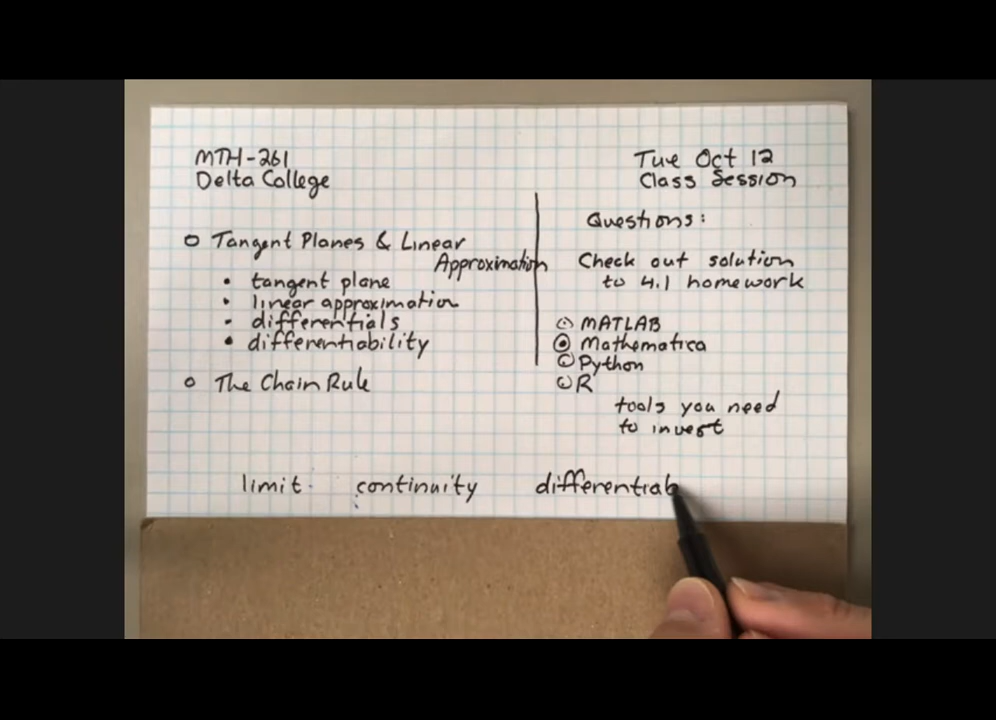 MTH-261
Delta College
Tue Oct 12
Class Session
Tangent Planes & Linear
Approximation
• tangent plane
• linear approximation
• differentials
• differentiability
The Chain Rule
Questions:
Check out solution
to 4.1 homework
MATLAB
Mathematica
Python
R
tools you need
to invest
limit continuity differentiab